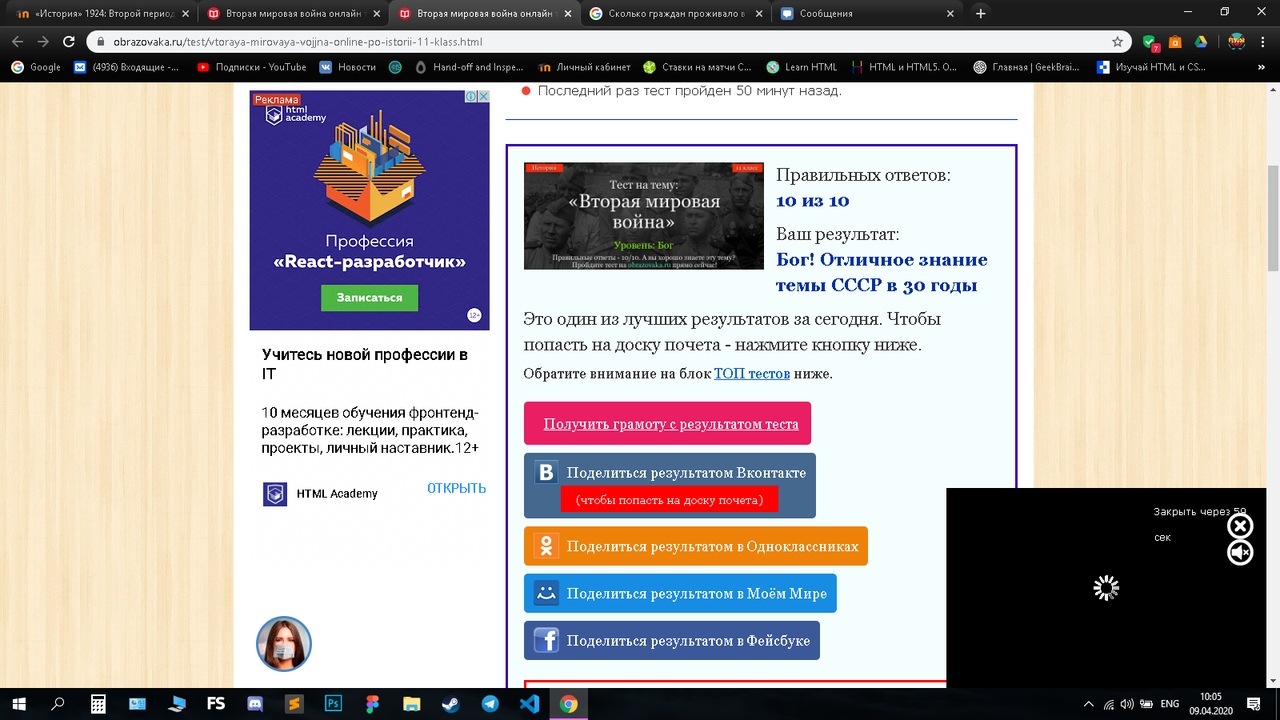 «История» 1924: Второй период
Вторая мировая война онлайн
Вторая мировая война онлайн
Сколько граждан проживало в
Сообщения
obrazovaka.ru/test/vtoraya-mirovaya-vojjna-online-po-istorii-11-klass.html
Google
(4936) Входящие -...
Подписки - YouTube
Новости
Hand-off and Inspe...
Личный кабинет
Ставки на матчи С...
Learn HTML
HTML и HTML5. О...
Главная | GeekBrai...
Изучай HTML и CS...
»
Последний раз тест пройден 50 минут назад.
Реклама
html
academy
Профессия
«React-разработчик»
Записаться
12+
Учитесь новой профессии в
IT
10 месяцев обучения фронтенд-
разработке: лекции, практика,
проекты, личный наставник.12+
HTML Academy
ОТКРЫТЬ
История
11 класс
Тест на тему:
«Вторая мировая
война»
Уровень: Бог
Правильные ответы - 10/10. А вы хорошо знаете эту тему?
Пройдите тест на obrazovaka.ru прямо сейчас!
Правильных ответов:
10 из 10
Ваш результат:
Бог! Отличное знание
темы СССР в 30 годы
Это один из лучших результатов за сегодня. Чтобы
попасть на доску почета - нажмите кнопку ниже.
Обратите внимание на блок ТОП тестов ниже.
Получить грамоту с результатом теста
Поделиться результатом Вконтакте
(чтобы попасть на доску почета)
Поделиться результатом в Одноклассниках
Поделиться результатом в Моём Мире
Поделиться результатом в Фейсбуке
Закрыть через 59
сек
FS
Ps
ENG
10:05
09.04.2020